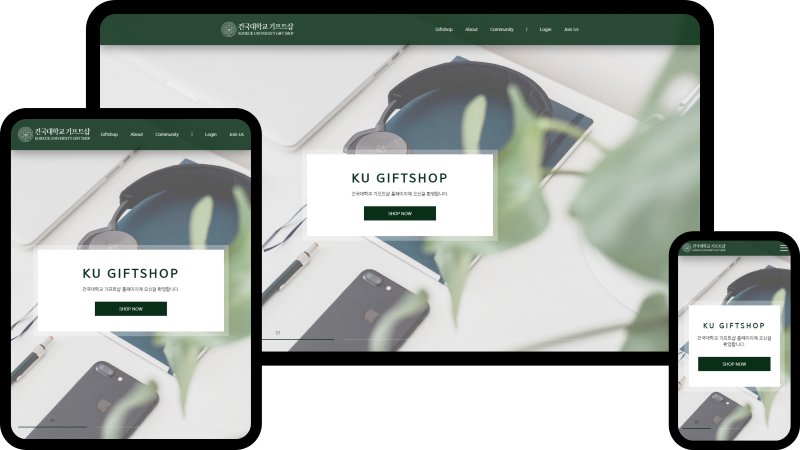 건국대학교 기프트샵
KONKUK UNIVERSITY GIFT SHOP
Giftshop About Community | Login Join Us
KU GIFTSHOP
건국대학교 기프트샵 홈페이지에 오신걸 환영합니다.
SHOP NOW
01
건국대학교 기프트샵
KONKUK UNIVERSITY GIFT SHOP
Giftshop About Community | Login Join Us
KU GIFTSHOP
건국대학교 기프트샵 홈페이지에 오신걸 환영합니다.
SHOP NOW
건국대학교 기프트샵
KONKUK UNIVERSITY GIFT SHOP
KU GIFTSHOP
건국대학교 기프트샵 홈페이지에 오신걸
환영합니다.
SHOP NOW